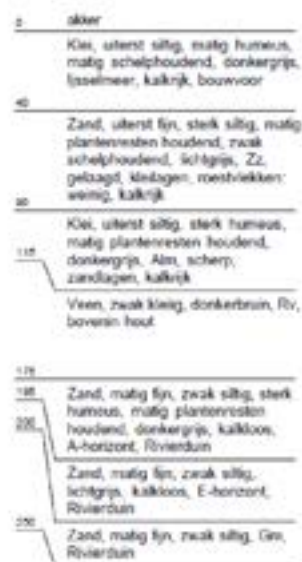 0 akker
Klei, uiterst siltig, matig humeus,
matig schelphoudend, donkergrijs,
Ijsselmeer, kalkrijk, bouwvoor
40
Zand, uiterst fijn, sterk siltig, matig
plantenresten houdend, zwak
schelphoudend, lichtgrijs, Zz,
gelaagd, kleilagen, roestvlekken:
weinig, kalkrijk
Klei, uiterst siltig, sterk humeus,
matig plantenresten houdend,
donkergrijs, Alm, scherp,
zandlagen, kalkrijk
115
Veen, zwak kleiig, donkerbruin, Rv,
bovenin hout
175
Zand, matig fijn, zwak siltig, sterk
humeus, matig plantenresten
houdend, donkergrijs, kalkloos,
A-horizont, Rivierduin
195
Zand, matig fijn, zwak siltig,
lichtgrijs, kalkloos, E-horizont,
Rivierduin
200
Zand, matig fijn, zwak siltig,
Rivierduin
250